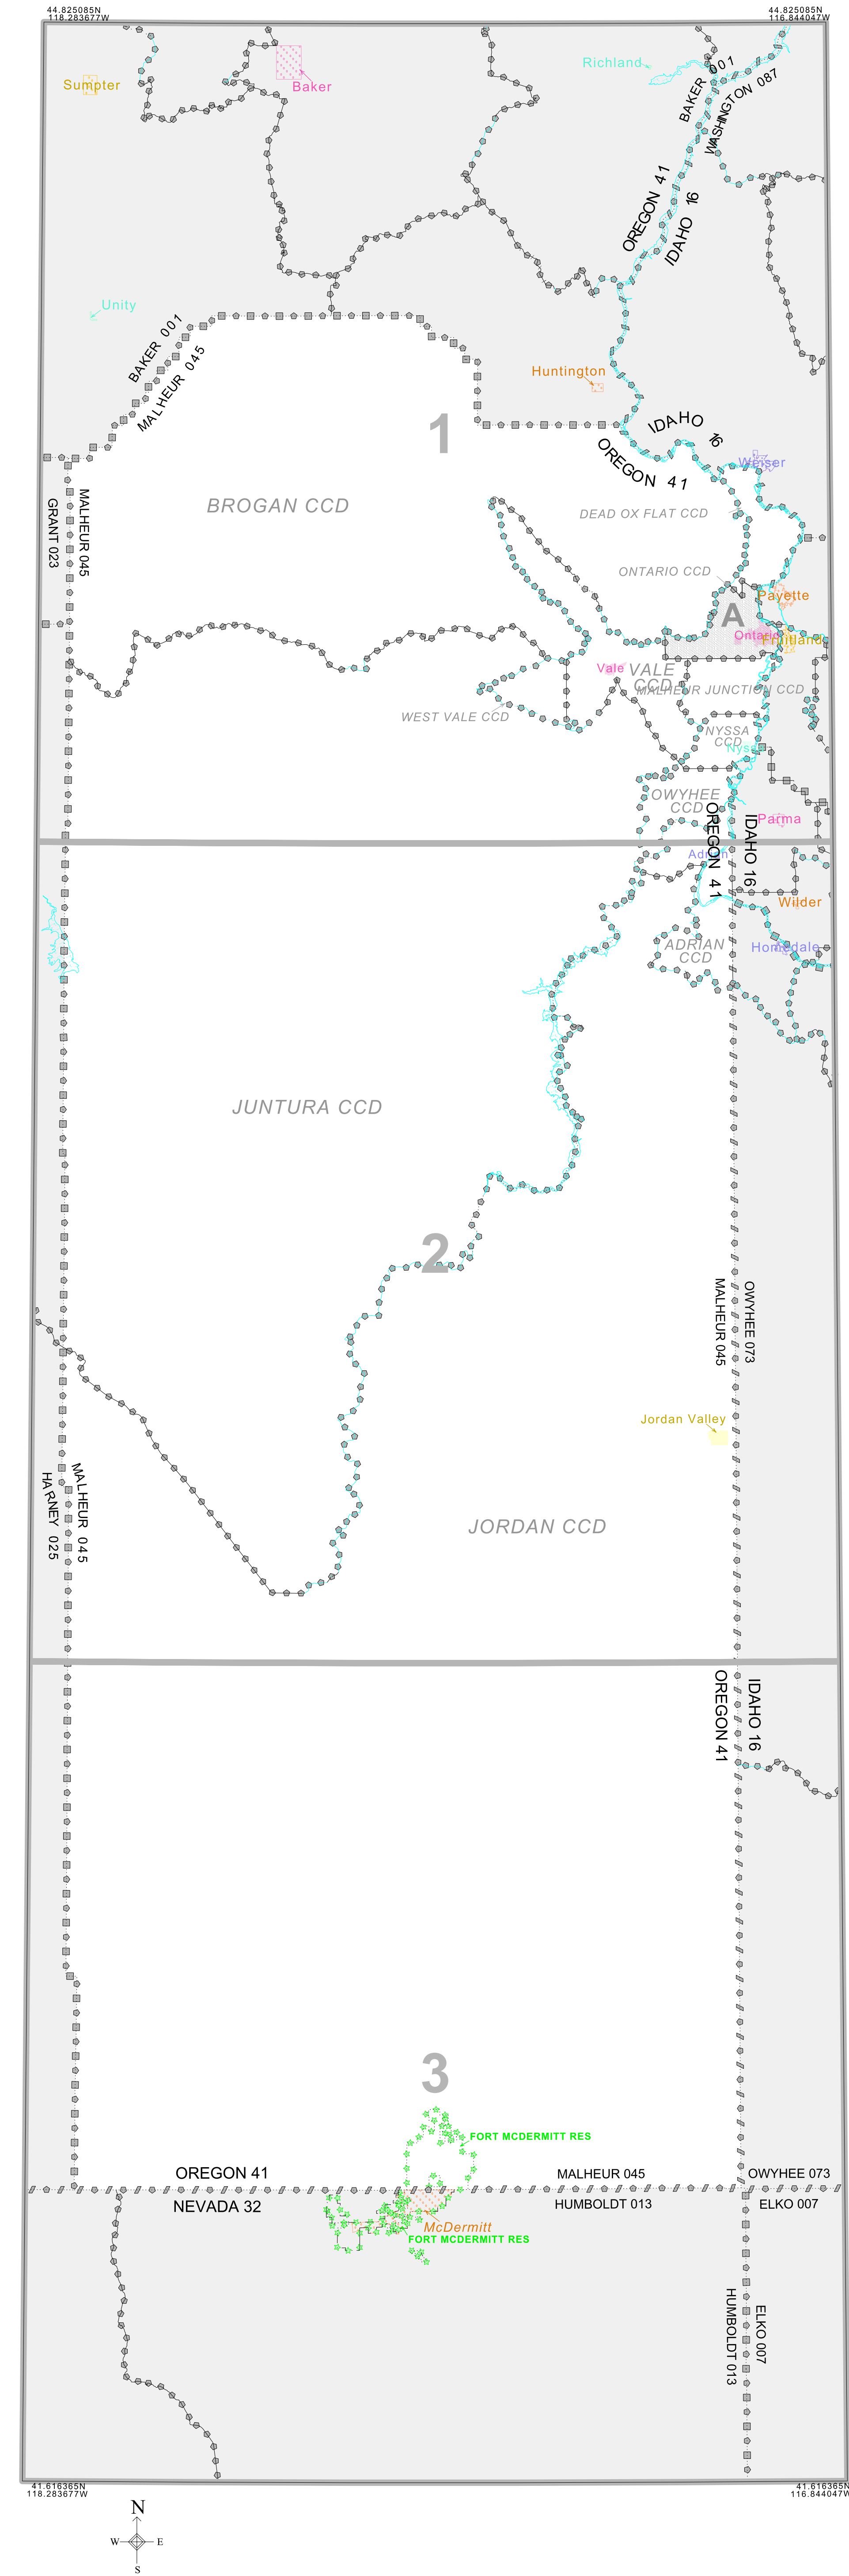 44.825085N
118.283677W
44.825085N
116.844047W
Sumpter
Baker
Richland
BAKER 001
WASHINGTON 087
OREGON 41
IDAHO 16
Unity
BAKER 001
MALHEUR 045
Huntington
1
IDAHO 16
OREGON 41
Weiser
BROGAN CCD
DEAD OX FLAT CCD
MALHEUR 045
GRANT 023
ONTARIO CCD
Payette
A
Ontario
Fruitland
Vale
VALE
CCD
MALHEUR JUNCTION CCD
WEST VALE CCD
NYSSA
CCD
Nyssa
OWYHEE
CCD
OREGON 41
IDAHO 16
Parma
Adrian
Wilder
ADRIAN
CCD
Homedale
JUNTURA CCD
2
MALHEUR 045
OWYHEE 073
Jordan Valley
HARNEY 025
MALHEUR 045
JORDAN CCD
OREGON 41
IDAHO 16
3
FORT MCDERMITT RES
OREGON 41
MALHEUR 045
OWYHEE 073
NEVADA 32
HUMBOLDT 013
ELKO 007
McDermitt
FORT MCDERMITT RES
HUMBOLDT 013
ELKO 007
41.616365N
118.283677W
41.616365N
116.844047W
N
W
E
S